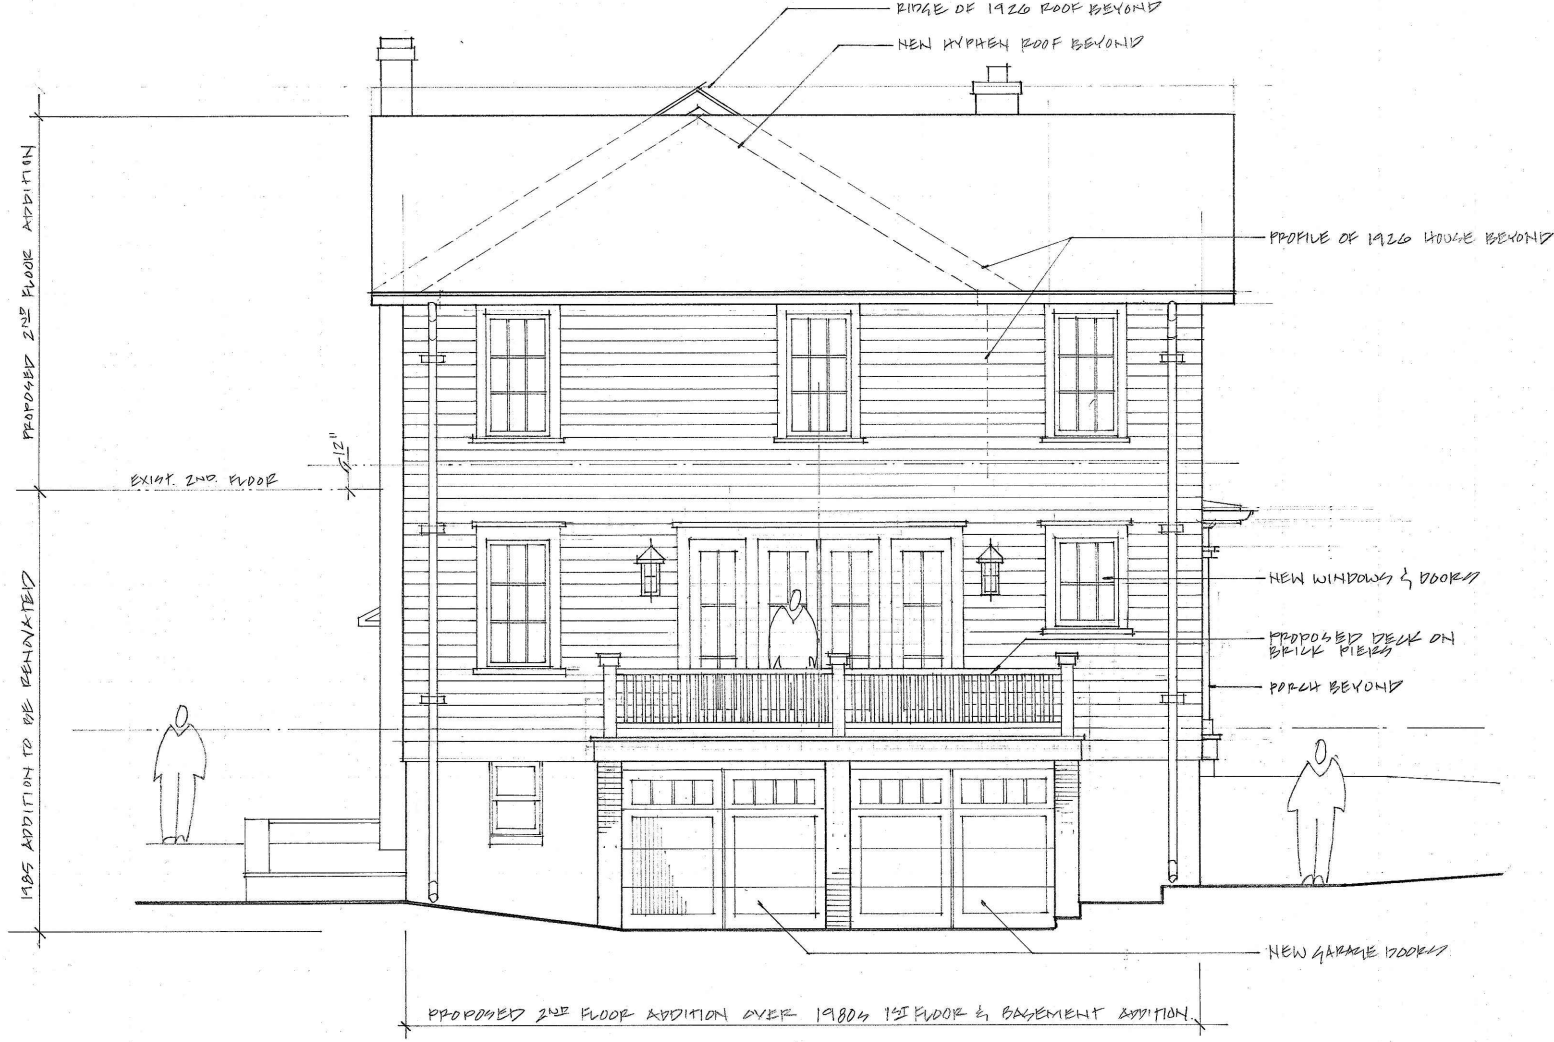 RIDGE OF 1926 ROOF BEYOND
NEW HYPHEN ROOF BEYOND
PROFILE OF 1926 HOUSE BEYOND
PROPOSED 2ND FLOOR ADDITION
12"
EXIST. 2ND. FLOOR
NEW WINDOWS & DOORS
PROPOSED DECK ON
BRICK PIERS
PORCH BEYOND
1985 ADDITION TO BE RENOVATED
NEW GARAGE DOORS
PROPOSED 2ND FLOOR ADDITION OVER 1980s 1ST FLOOR & BASEMENT ADDITION.